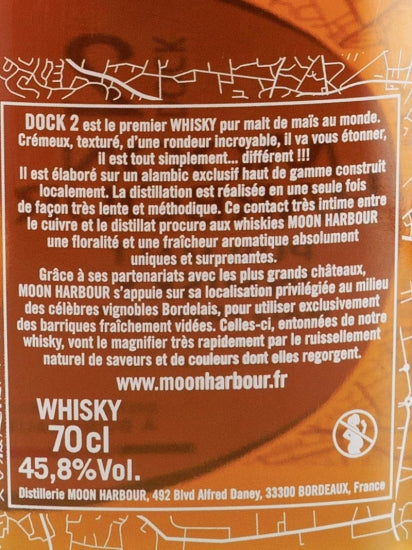 DOCK 2 est le premier WHISKY pur malt de maïs au monde.
Crémeux, texturé, d'une rondeur incroyable, il va vous étonner,
il est tout simplement... différent !!!
Il est élaboré sur un alambic exclusif haut de gamme construit
localement. La distillation est réalisée en une seule fois
de façon très lente et méthodique. Ce contact très intime entre
le cuivre et le distillat procure aux whiskies MOON HARBOUR
une floralité et une fraîcheur aromatique absolument
uniques et surprenantes.
Grâce à ses partenariats avec les plus grands châteaux,
MOON HARBOUR s'appuie sur sa localisation privilégiée au milieu
des célèbres vignobles Bordelais, pour utiliser exclusivement
des barriques fraîchement vidées. Celles-ci, entonnées de notre
whisky, vont le magnifier très rapidement par le ruissellement
naturel de saveurs et de couleurs dont elles regorgent.
www.moonharbour.fr
WHISKY
70 cl
45,8%Vol.
Distillerie MOON HARBOUR, 492 Blvd Alfred Daney, 33300 BORDEAUX, France